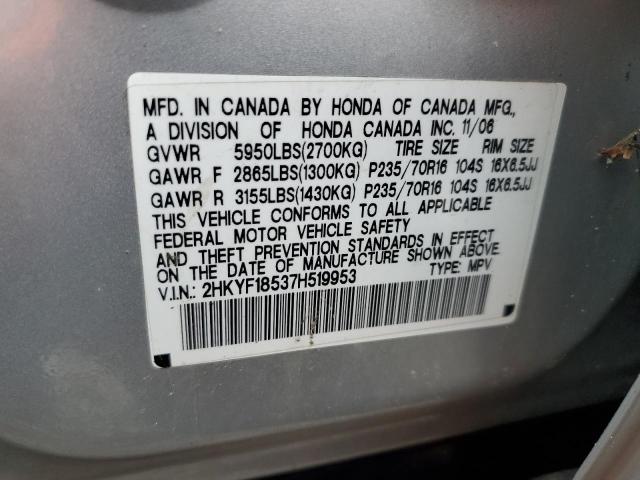 MFD. IN CANADA BY HONDA OF CANADA MFG.,
A DIVISION OF HONDA CANADA INC. 11/06
GVWR 5950LBS(2700KG) TIRE SIZE RIM SIZE
GAWR F 2865LBS(1300KG) P235/70R16 104S 16X6.5JJ
GAWR R 3155LBS(1430KG) P235/70R16 104S 16X6.5JJ
THIS VEHICLE CONFORMS TO ALL APPLICABLE
FEDERAL MOTOR VEHICLE SAFETY
AND THEFT PREVENTION STANDARDS IN EFFECT
ON THE DATE OF MANUFACTURE SHOWN ABOVE.
V.I.N.: 2HKYF18537H519953 TYPE: MPV